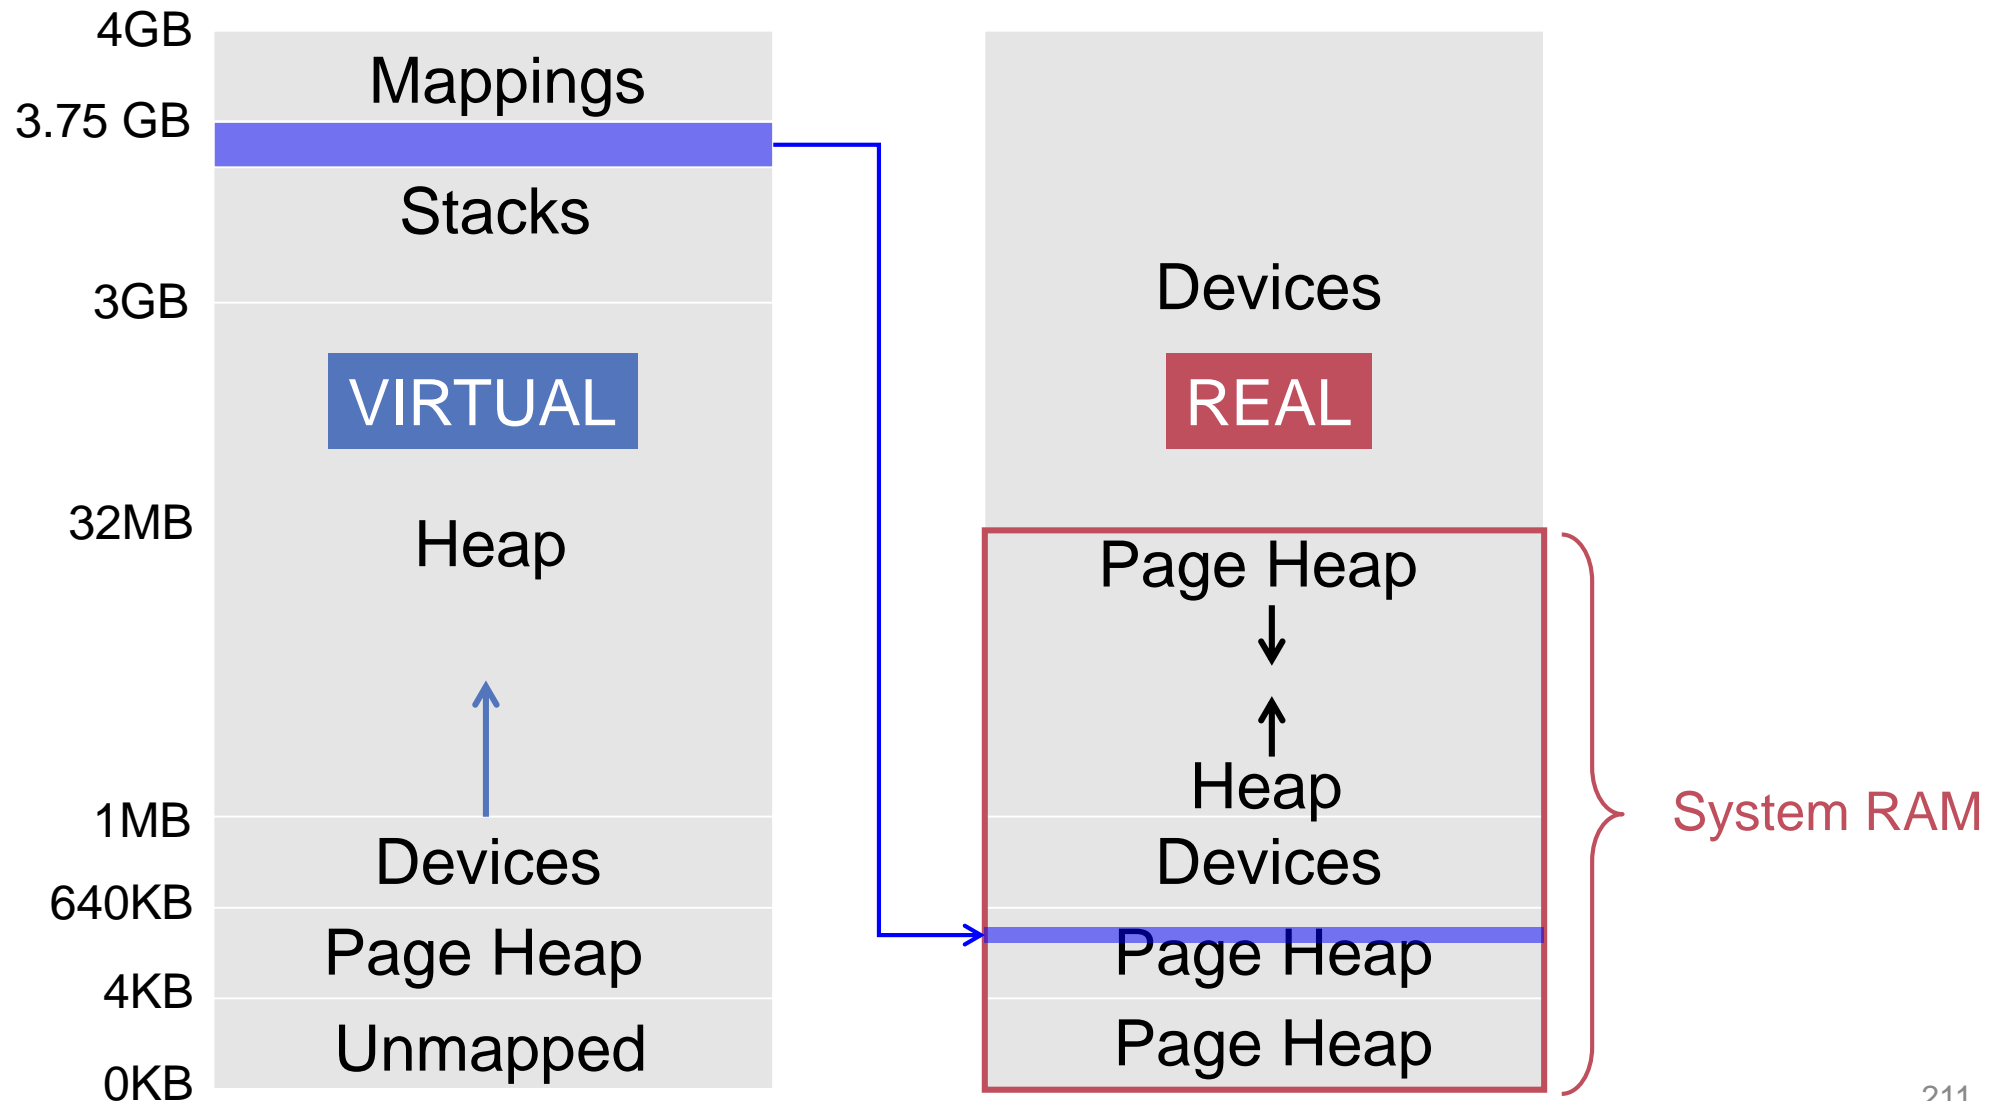 4GB
Mappings
3.75 GB
Stacks
3GB
Devices
VIRTUAL
REAL
32MB
Heap
Page Heap
Heap
1MB
System RAM
Devices
Devices
640KB
Page Heap
Page Heap
4KB
Unmapped
Page Heap
0KB
211